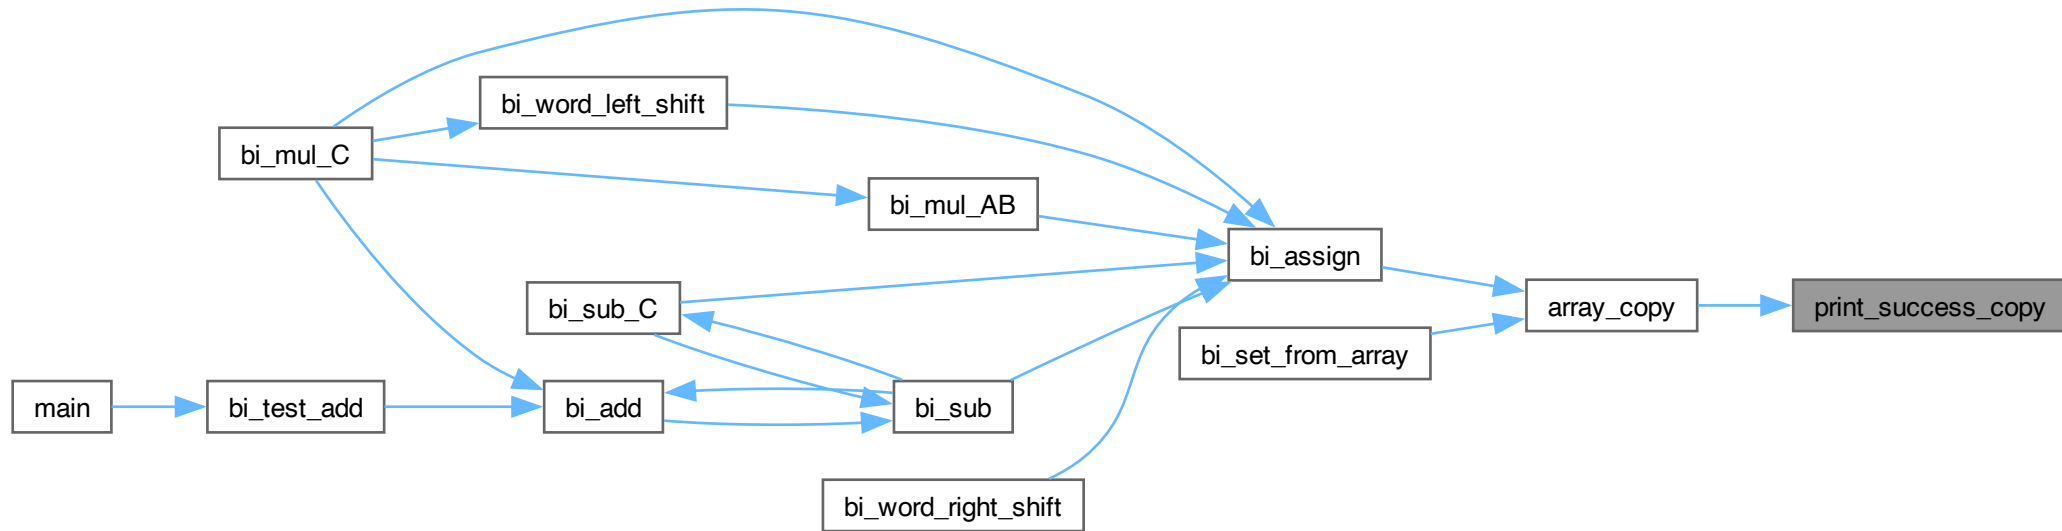 bi_word_left_shift
bi_mul_C
bi_mul_AB
bi_assign
bi_sub_C
array_copy
print_success_copy
bi_set_from_array
main
bi_test_add
bi_add
bi_sub
bi_word_right_shift